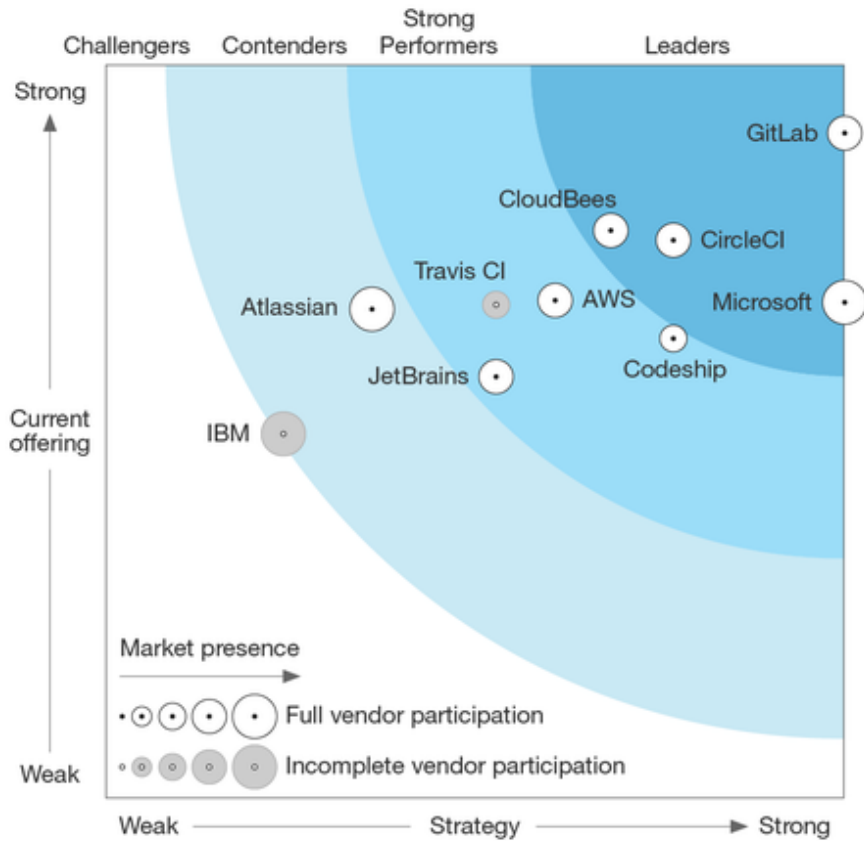 Challengers
Contenders
Strong
Performers
Leaders
Strong
GitLab
CloudBees
CircleCI
Travis CI
AWS
Microsoft
Atlassian
Codeship
JetBrains
Current
offering
IBM
Market presence
Full vendor participation
Incomplete vendor participation
Weak
Weak
Strategy
Strong